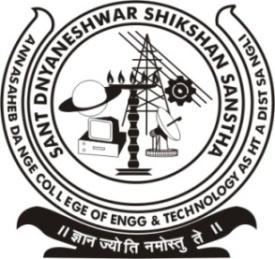 SANT DNYANESHWAR SHIKSHAN SANSTHA
ANNASAHEB DANGE COLLEGE OF ENGG & TECHNOLOGY ASHTA DIST SANGLI
॥ ज्ञान ज्योति नमोस्तु ते ॥